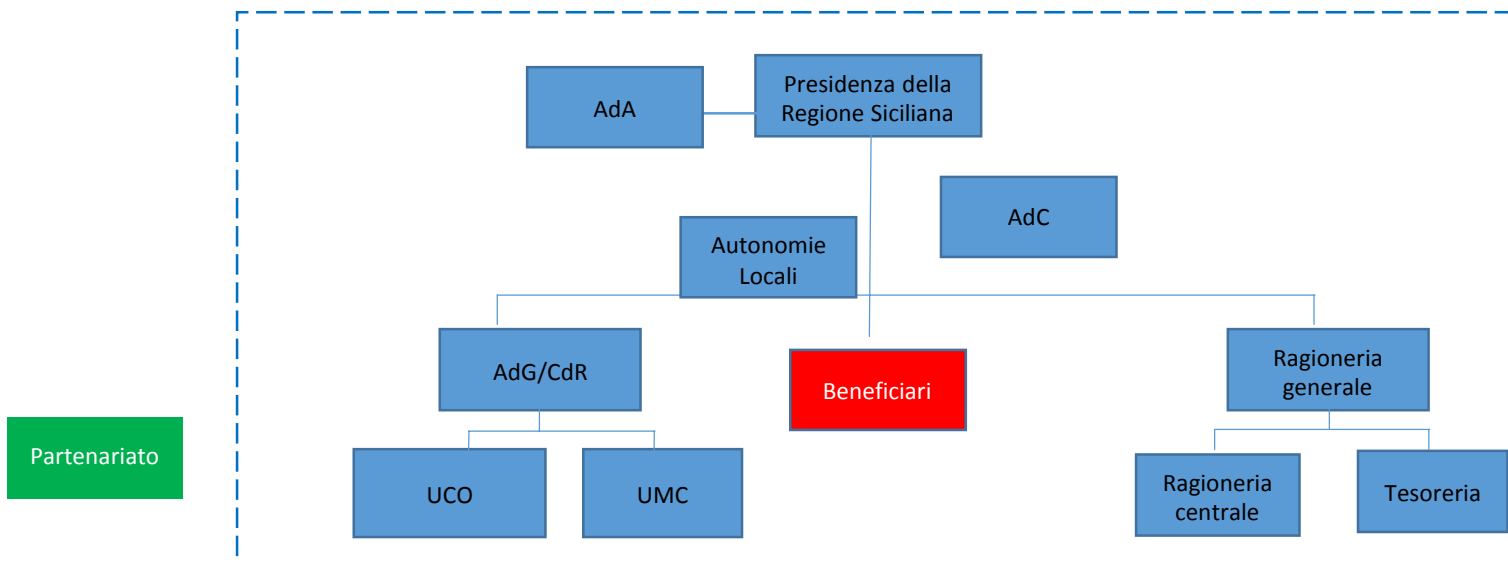 AdA
Presidenza della
Regione Siciliana
AdC
Autonomie
Locali
AdG/CdR
Beneficiari
Ragioneria
generale
Partenariato
UCO
UMC
Ragioneria
centrale
Tesoreria